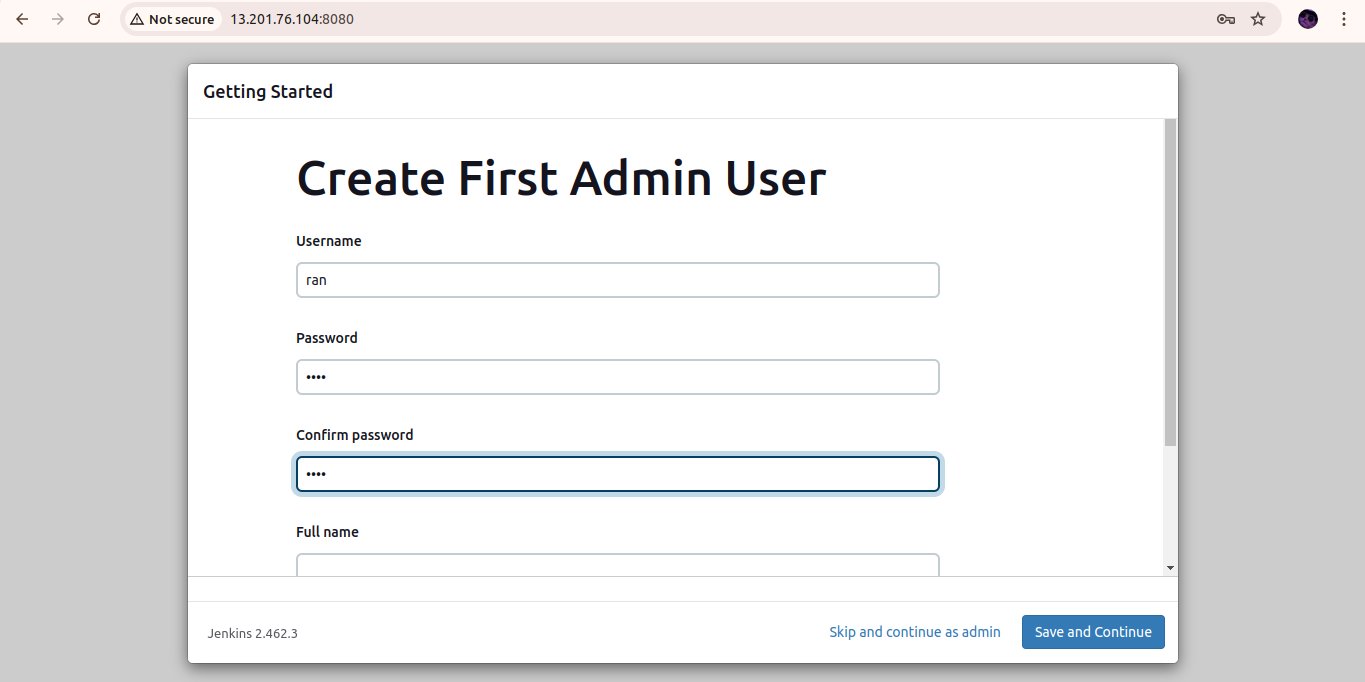 Not secure 13.201.76.104:8080
Getting Started
Create First Admin User
Username
ran
Password
••••
Confirm password
••••
Full name
Jenkins 2.462.3 Skip and continue as admin Save and Continue